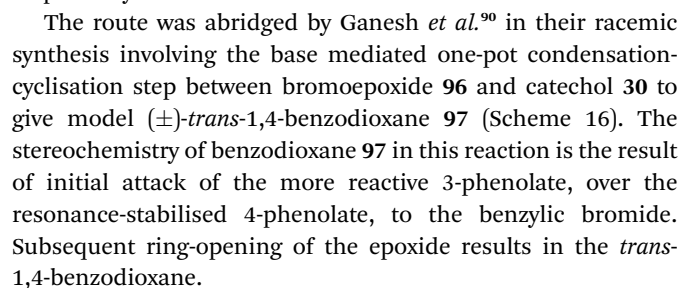 The route was abridged by Ganesh et al.⁹⁰ in their racemic
synthesis involving the base mediated one-pot condensation-
cyclisation step between bromoepoxide 96 and catechol 30 to
give model (±)-trans-1,4-benzodioxane 97 (Scheme 16). The
stereochemistry of benzodioxane 97 in this reaction is the result
of initial attack of the more reactive 3-phenolate, over the
resonance-stabilised 4-phenolate, to the benzylic bromide.
Subsequent ring-opening of the epoxide results in the trans-
1,4-benzodioxane.